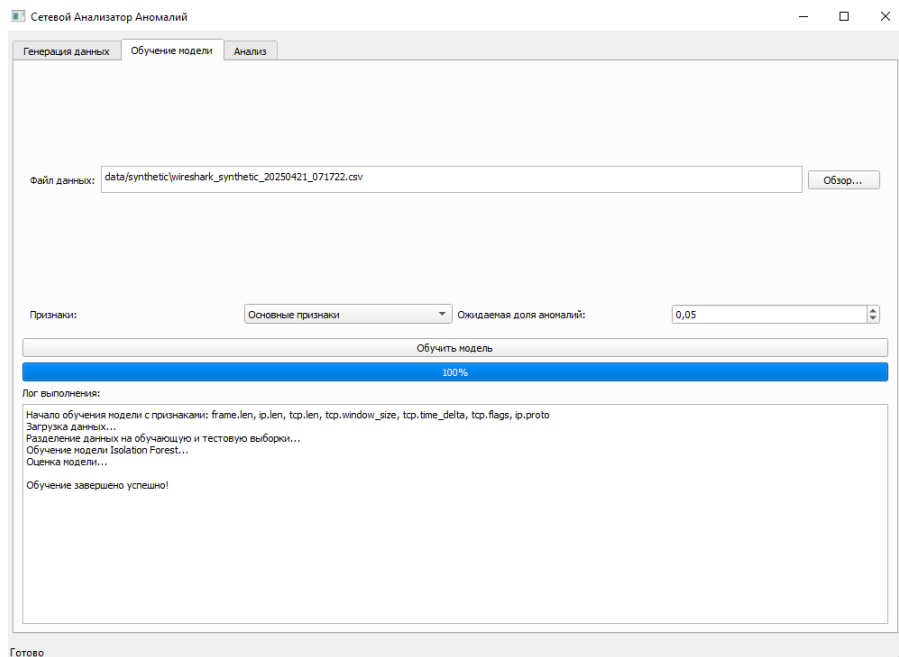 Сетевой Анализатор Аномалий
Генерация данных Обучение модели Анализ
Файл данных: data/synthetic\wireshark_synthetic_20250421_071722.csv Обзор...
Признаки: Основные признаки Ожидаемая доля аномалий: 0,05
Обучить модель
100%
Лог выполнения:
Начало обучения модели с признаками: frame.len, ip.len, tcp.len, tcp.window_size, tcp.time_delta, tcp.flags, ip.proto
Загрузка данных...
Разделение данных на обучающую и тестовую выборки...
Обучение модели Isolation Forest...
Оценка модели...
Обучение завершено успешно!
Готово